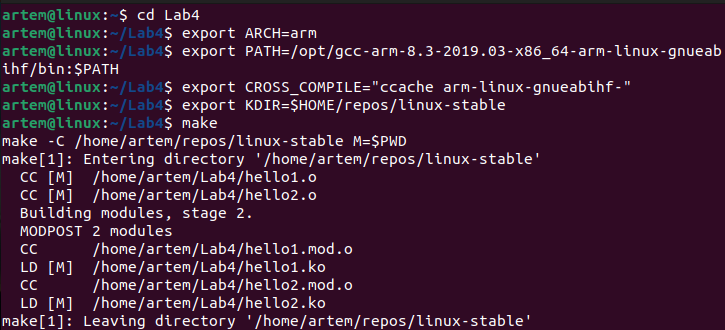 artem@linux:~$ cd Lab4
artem@linux:~/Lab4$ export ARCH=arm
artem@linux:~/Lab4$ export PATH=/opt/gcc-arm-8.3-2019.03-x86_64-arm-linux-gnueab
ihf/bin:$PATH
artem@linux:~/Lab4$ export CROSS_COMPILE="ccache arm-linux-gnueabihf-"
artem@linux:~/Lab4$ export KDIR=$HOME/repos/linux-stable
artem@linux:~/Lab4$ make
make -C /home/artem/repos/linux-stable M=$PWD
make[1]: Entering directory '/home/artem/repos/linux-stable'
  CC [M]  /home/artem/Lab4/hello1.o
  CC [M]  /home/artem/Lab4/hello2.o
  Building modules, stage 2.
  MODPOST 2 modules
  CC      /home/artem/Lab4/hello1.mod.o
  LD [M]  /home/artem/Lab4/hello1.ko
  CC      /home/artem/Lab4/hello2.mod.o
  LD [M]  /home/artem/Lab4/hello2.ko
make[1]: Leaving directory '/home/artem/repos/linux-stable'